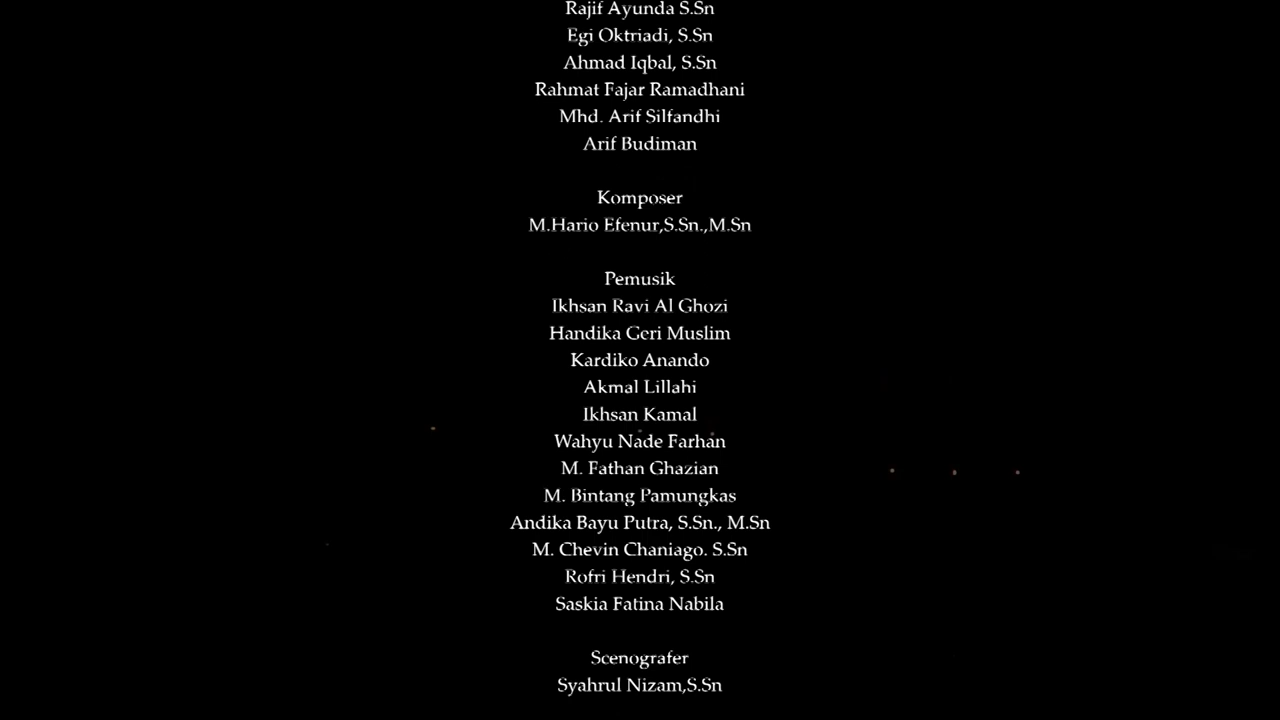 Rajif Ayunda S.Sn
Egi Oktriadi, S.Sn
Ahmad Iqbal, S.Sn
Rahmat Fajar Ramadhani
Mhd. Arif Silfandhi
Arif Budiman
Komposer
M.Hario Efenur,S.Sn.,M.Sn
Pemusik
Ikhsan Ravi Al Ghozi
Handika Geri Muslim
Kardiko Anando
Akmal Lillahi
Ikhsan Kamal
Wahyu Nade Farhan
M. Fathan Ghazian
M. Bintang Pamungkas
Andika Bayu Putra, S.Sn., M.Sn
M. Chevin Chaniago. S.Sn
Rofri Hendri, S.Sn
Saskia Fatina Nabila
Scenografer
Syahrul Nizam,S.Sn